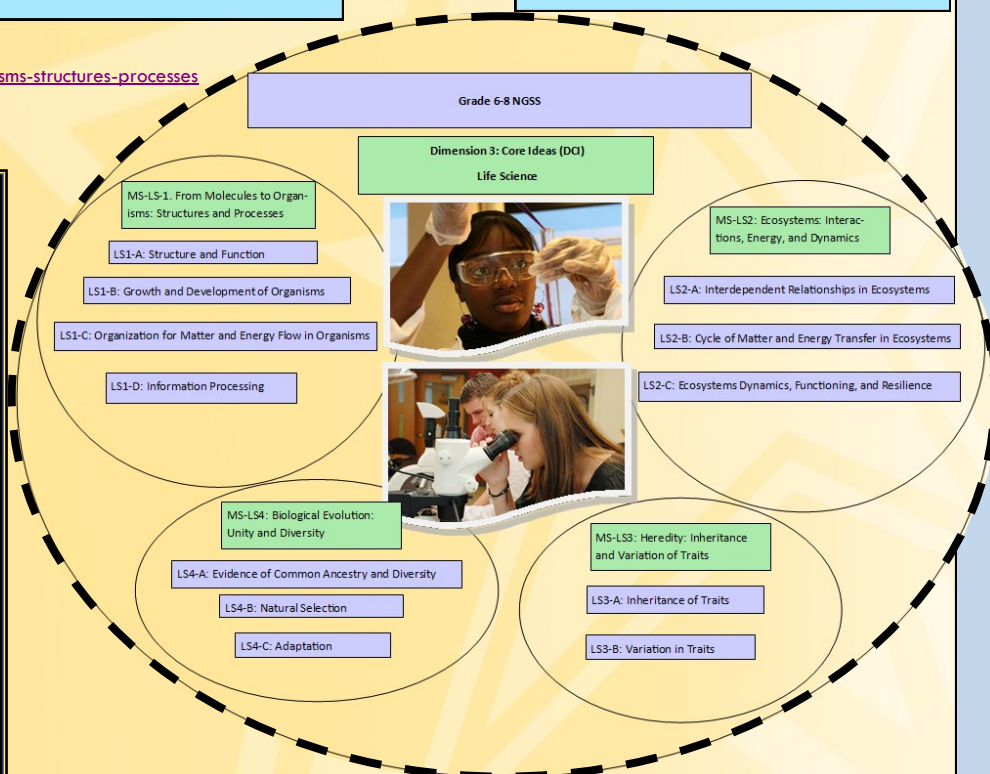 sms-structures-processes
Grade 6-8 NGSS
Dimension 3: Core Ideas (DCI)
Life Science
MS-LS-1. From Molecules to Organ-
isms: Structures and Processes
LS1-A: Structure and Function
LS1-B: Growth and Development of Organisms
LS1-C: Organization for Matter and Energy Flow in Organisms
LS1-D: Information Processing
MS-LS2: Ecosystems: Interac-
tions, Energy, and Dynamics
LS2-A: Interdependent Relationships in Ecosystems
LS2-B: Cycle of Matter and Energy Transfer in Ecosystems
LS2-C: Ecosystems Dynamics, Functioning, and Resilience
MS-LS4: Biological Evolution:
Unity and Diversity
LS4-A: Evidence of Common Ancestry and Diversity
LS4-B: Natural Selection
LS4-C: Adaptation
MS-LS3: Heredity: Inheritance
and Variation of Traits
LS3-A: Inheritance of Traits
LS3-B: Variation in Traits